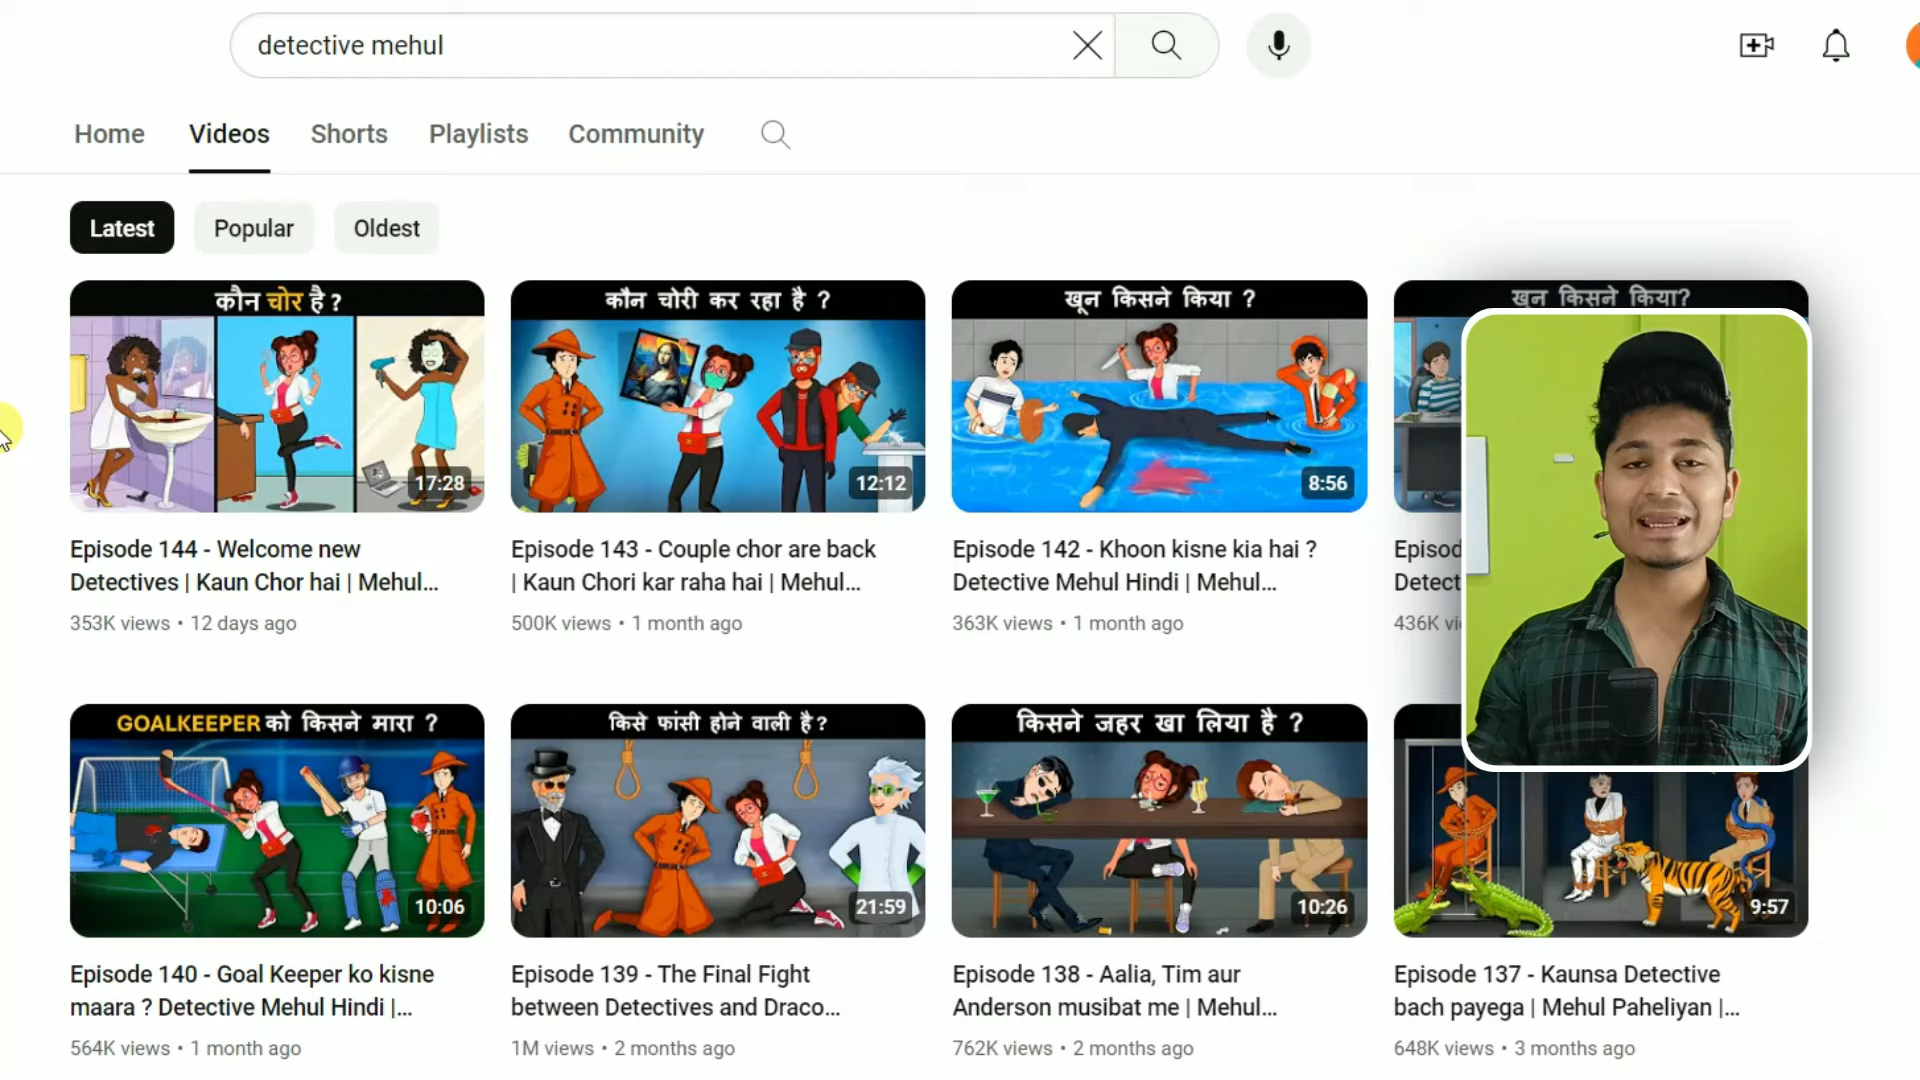 detective mehul
Home Videos Shorts Playlists Community
Latest Popular Oldest
कौन चोर है ?
कौन चोरी कर रहा है ?
खून किसने किया ?
खून किसने किया?
17:28
12:12
8:56
Episode 144 - Welcome new
Detectives | Kaun Chor hai | Mehul...
353K views • 12 days ago
Episode 143 - Couple chor are back
| Kaun Chori kar raha hai | Mehul...
500K views • 1 month ago
Episode 142 - Khoon kisne kia hai ?
Detective Mehul Hindi | Mehul...
363K views • 1 month ago
Episod
Detect
436K vi
GOALKEEPER को किसने मारा ?
किसे फांसी होने वाली है?
किसने जहर खा लिया है ?
10:06
21:59
10:26
9:57
Episode 140 - Goal Keeper ko kisne
maara ? Detective Mehul Hindi |...
564K views • 1 month ago
Episode 139 - The Final Fight
between Detectives and Draco...
1M views • 2 months ago
Episode 138 - Aalia, Tim aur
Anderson musibat me | Mehul...
762K views • 2 months ago
Episode 137 - Kaunsa Detective
bach payega | Mehul Paheliyan |...
648K views • 3 months ago